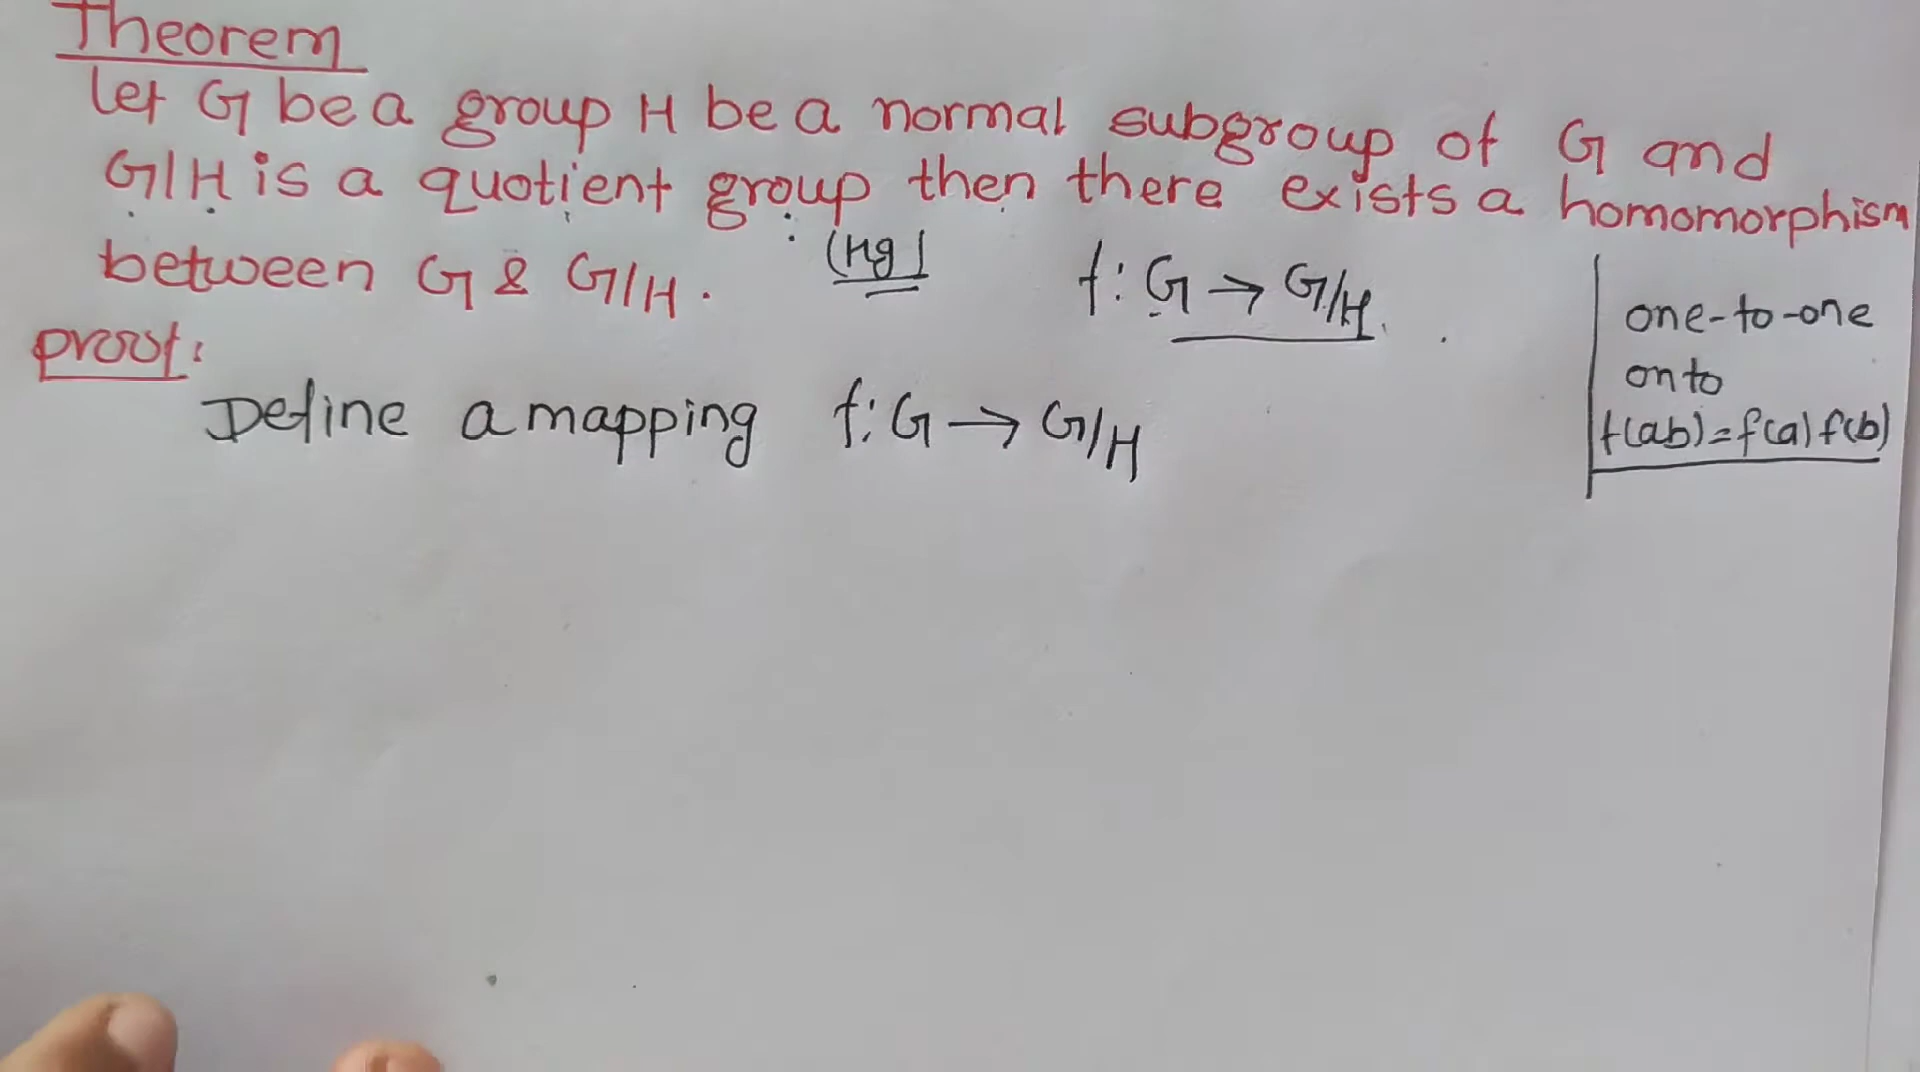 Theorem
Let G be a group H be a normal subgroup of G and
G/H is a quotient group then there exists a homomorphism
between G & G/H.
(Hg)
f: G → G/H.
one-to-one
onto
f(ab) = f(a) f(b)
proof:
Define a mapping f: G → G/H